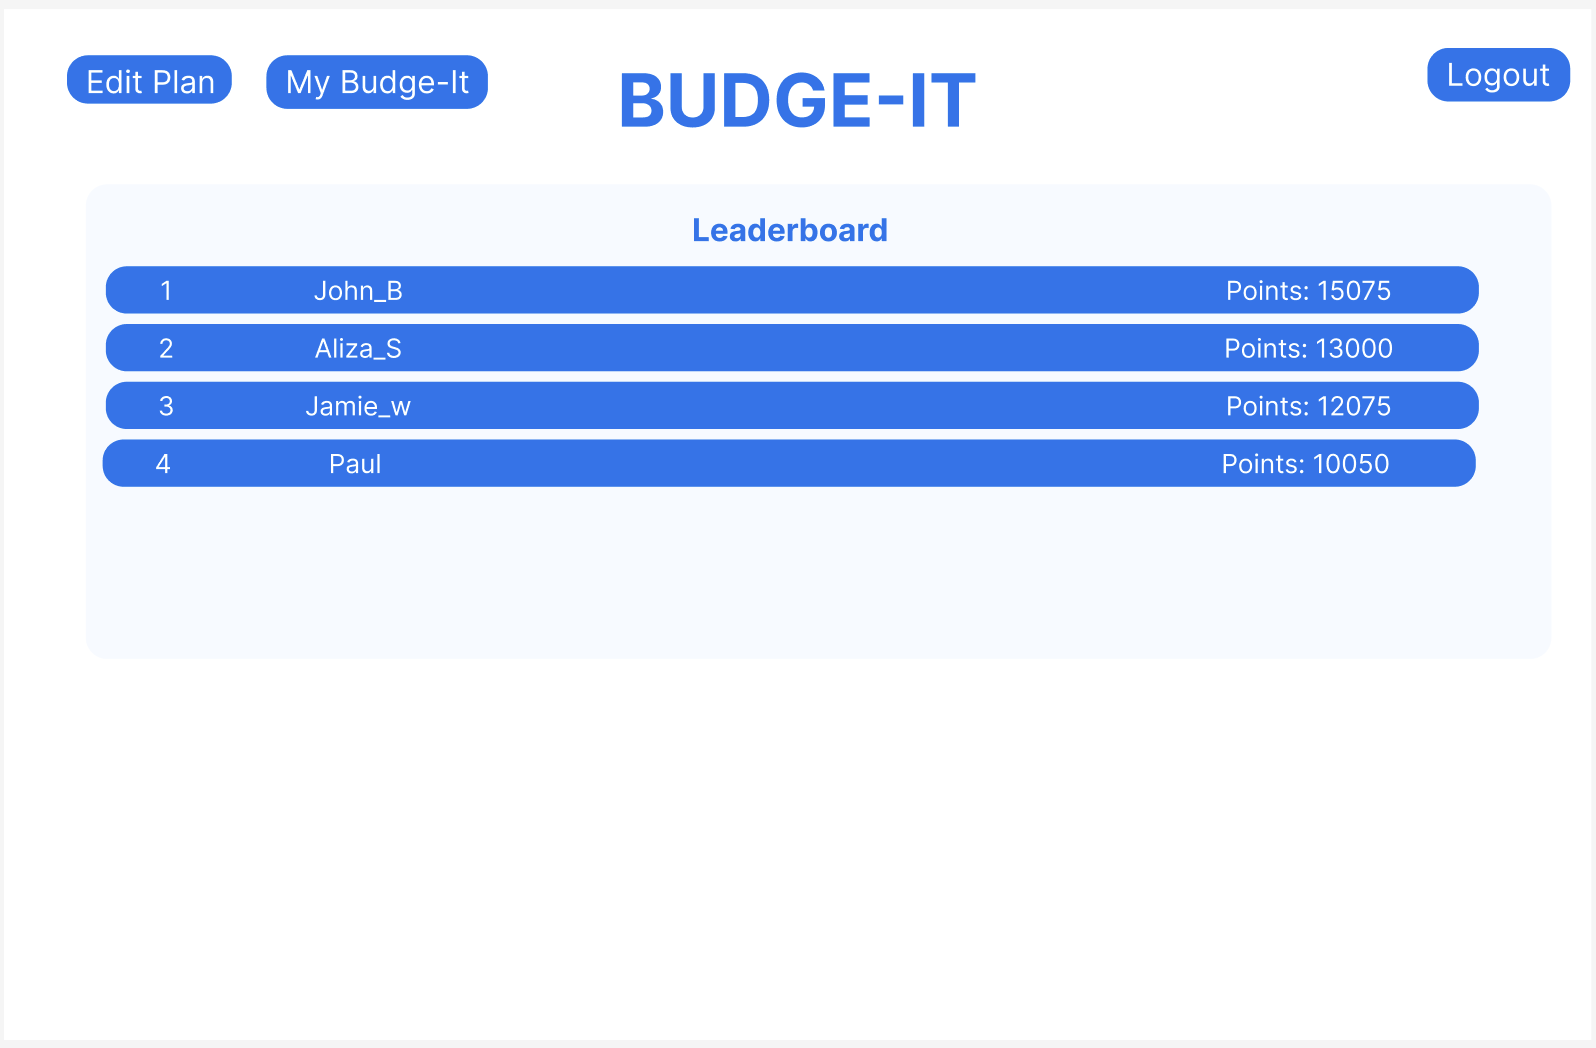 Edit Plan My Budge-It BUDGE-IT Logout
Leaderboard
1 John_B Points: 15075
2 Aliza_S Points: 13000
3 Jamie_w Points: 12075
4 Paul Points: 10050